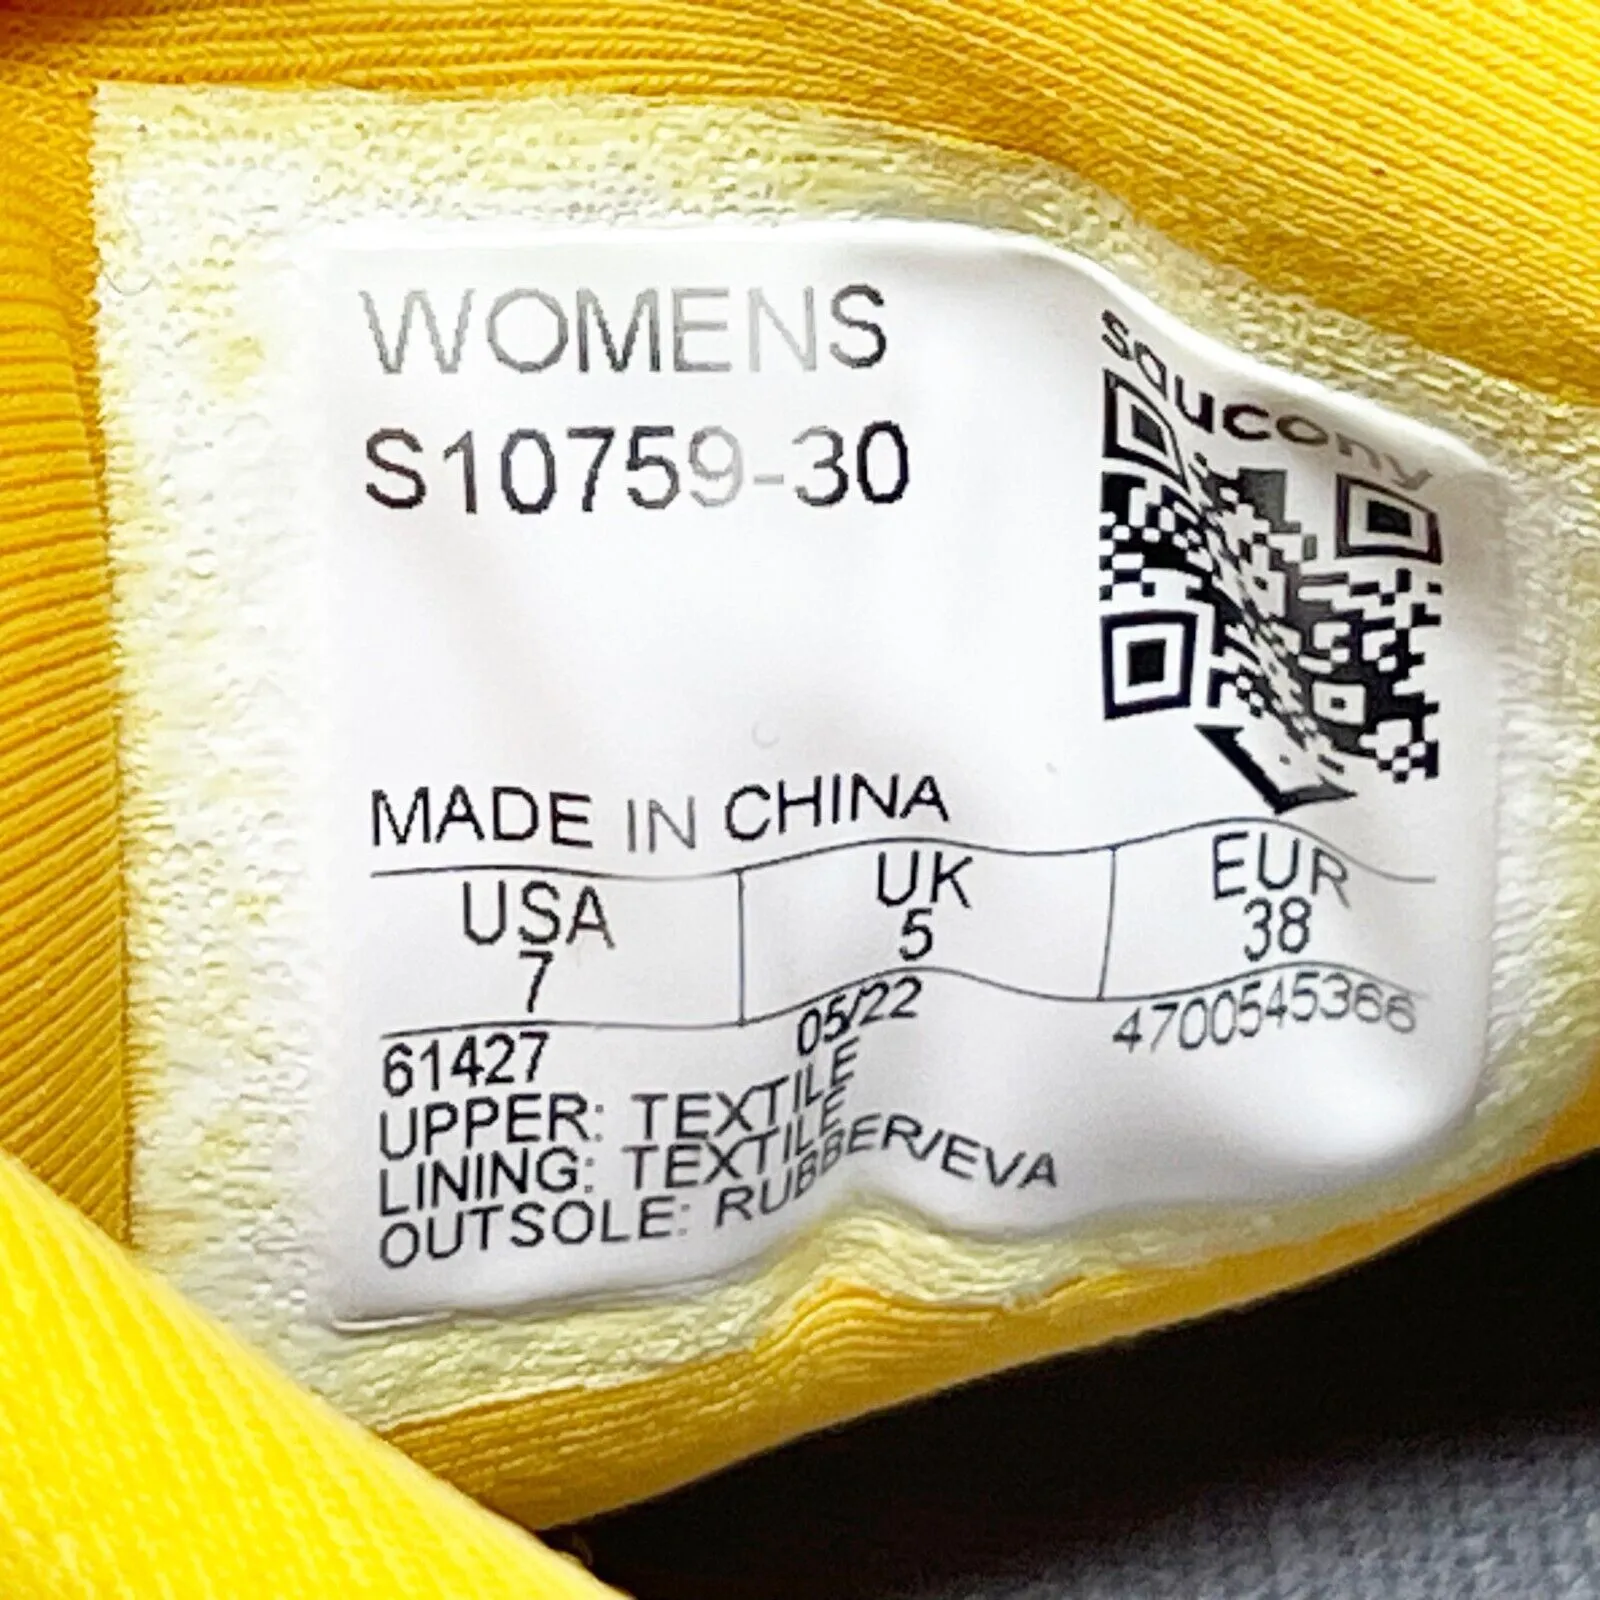 WOMENS
S10759-30
saucony
MADE IN CHINA
USA UK EUR
7 5 38
61427 05/22 4700545366
UPPER: TEXTILE
LINING: TEXTILE
OUTSOLE: RUBBER/EVA